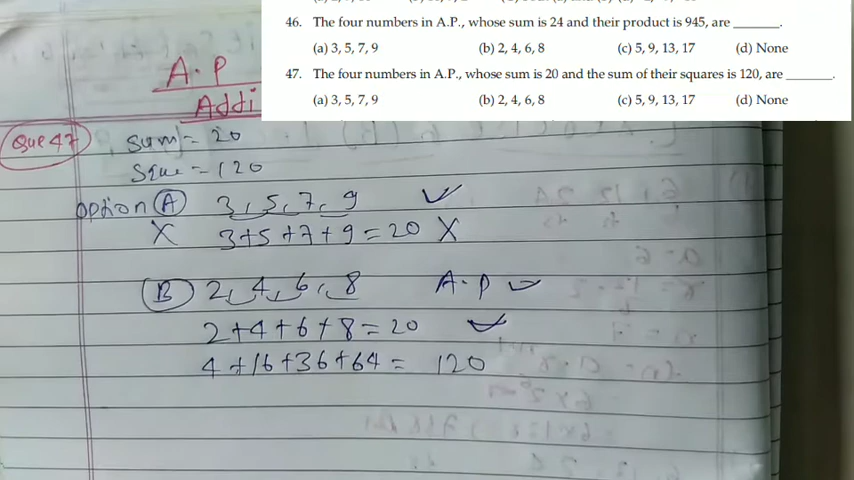 46. The four numbers in A.P., whose sum is 24 and their product is 945, are _______.
(a) 3, 5, 7, 9 (b) 2, 4, 6, 8 (c) 5, 9, 13, 17 (d) None
47. The four numbers in A.P., whose sum is 20 and the sum of their squares is 120, are _______.
(a) 3, 5, 7, 9 (b) 2, 4, 6, 8 (c) 5, 9, 13, 17 (d) None
A.P
Addi
Que 47 sum = 20
= 120
option (A) 3, 5, 7, 9 ✓
X 3+5+7+9 = 20 X
(B) 2, 4, 6, 8 A.P ✓
2+4+6+8 = 20 ✓
4+16+36+64 = 120